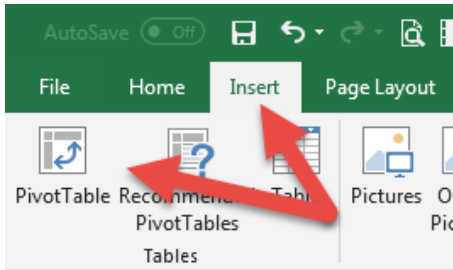 AutoSave Off
File Home Insert Page Layout
PivotTable Pictures
PivotTables
Tables